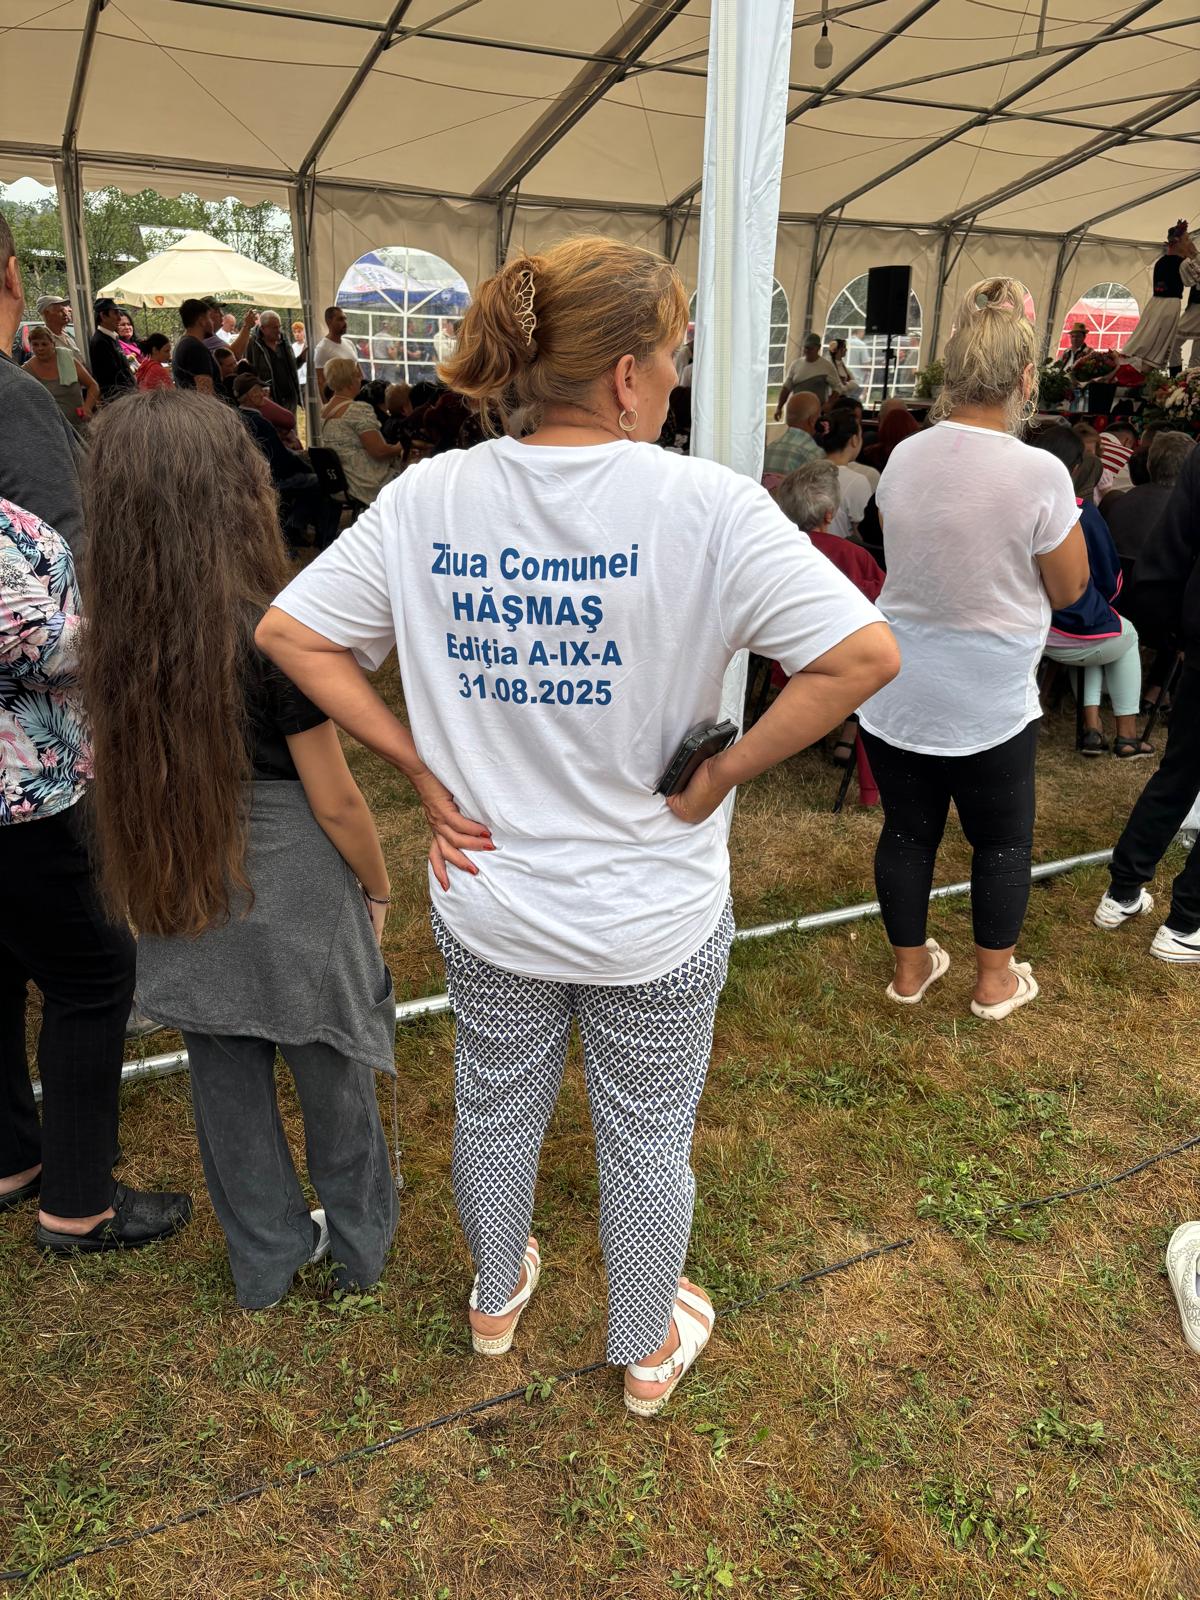 Ziua Comunei
HĂŞMAŞ
Ediţia A-IX-A
31.08.2025